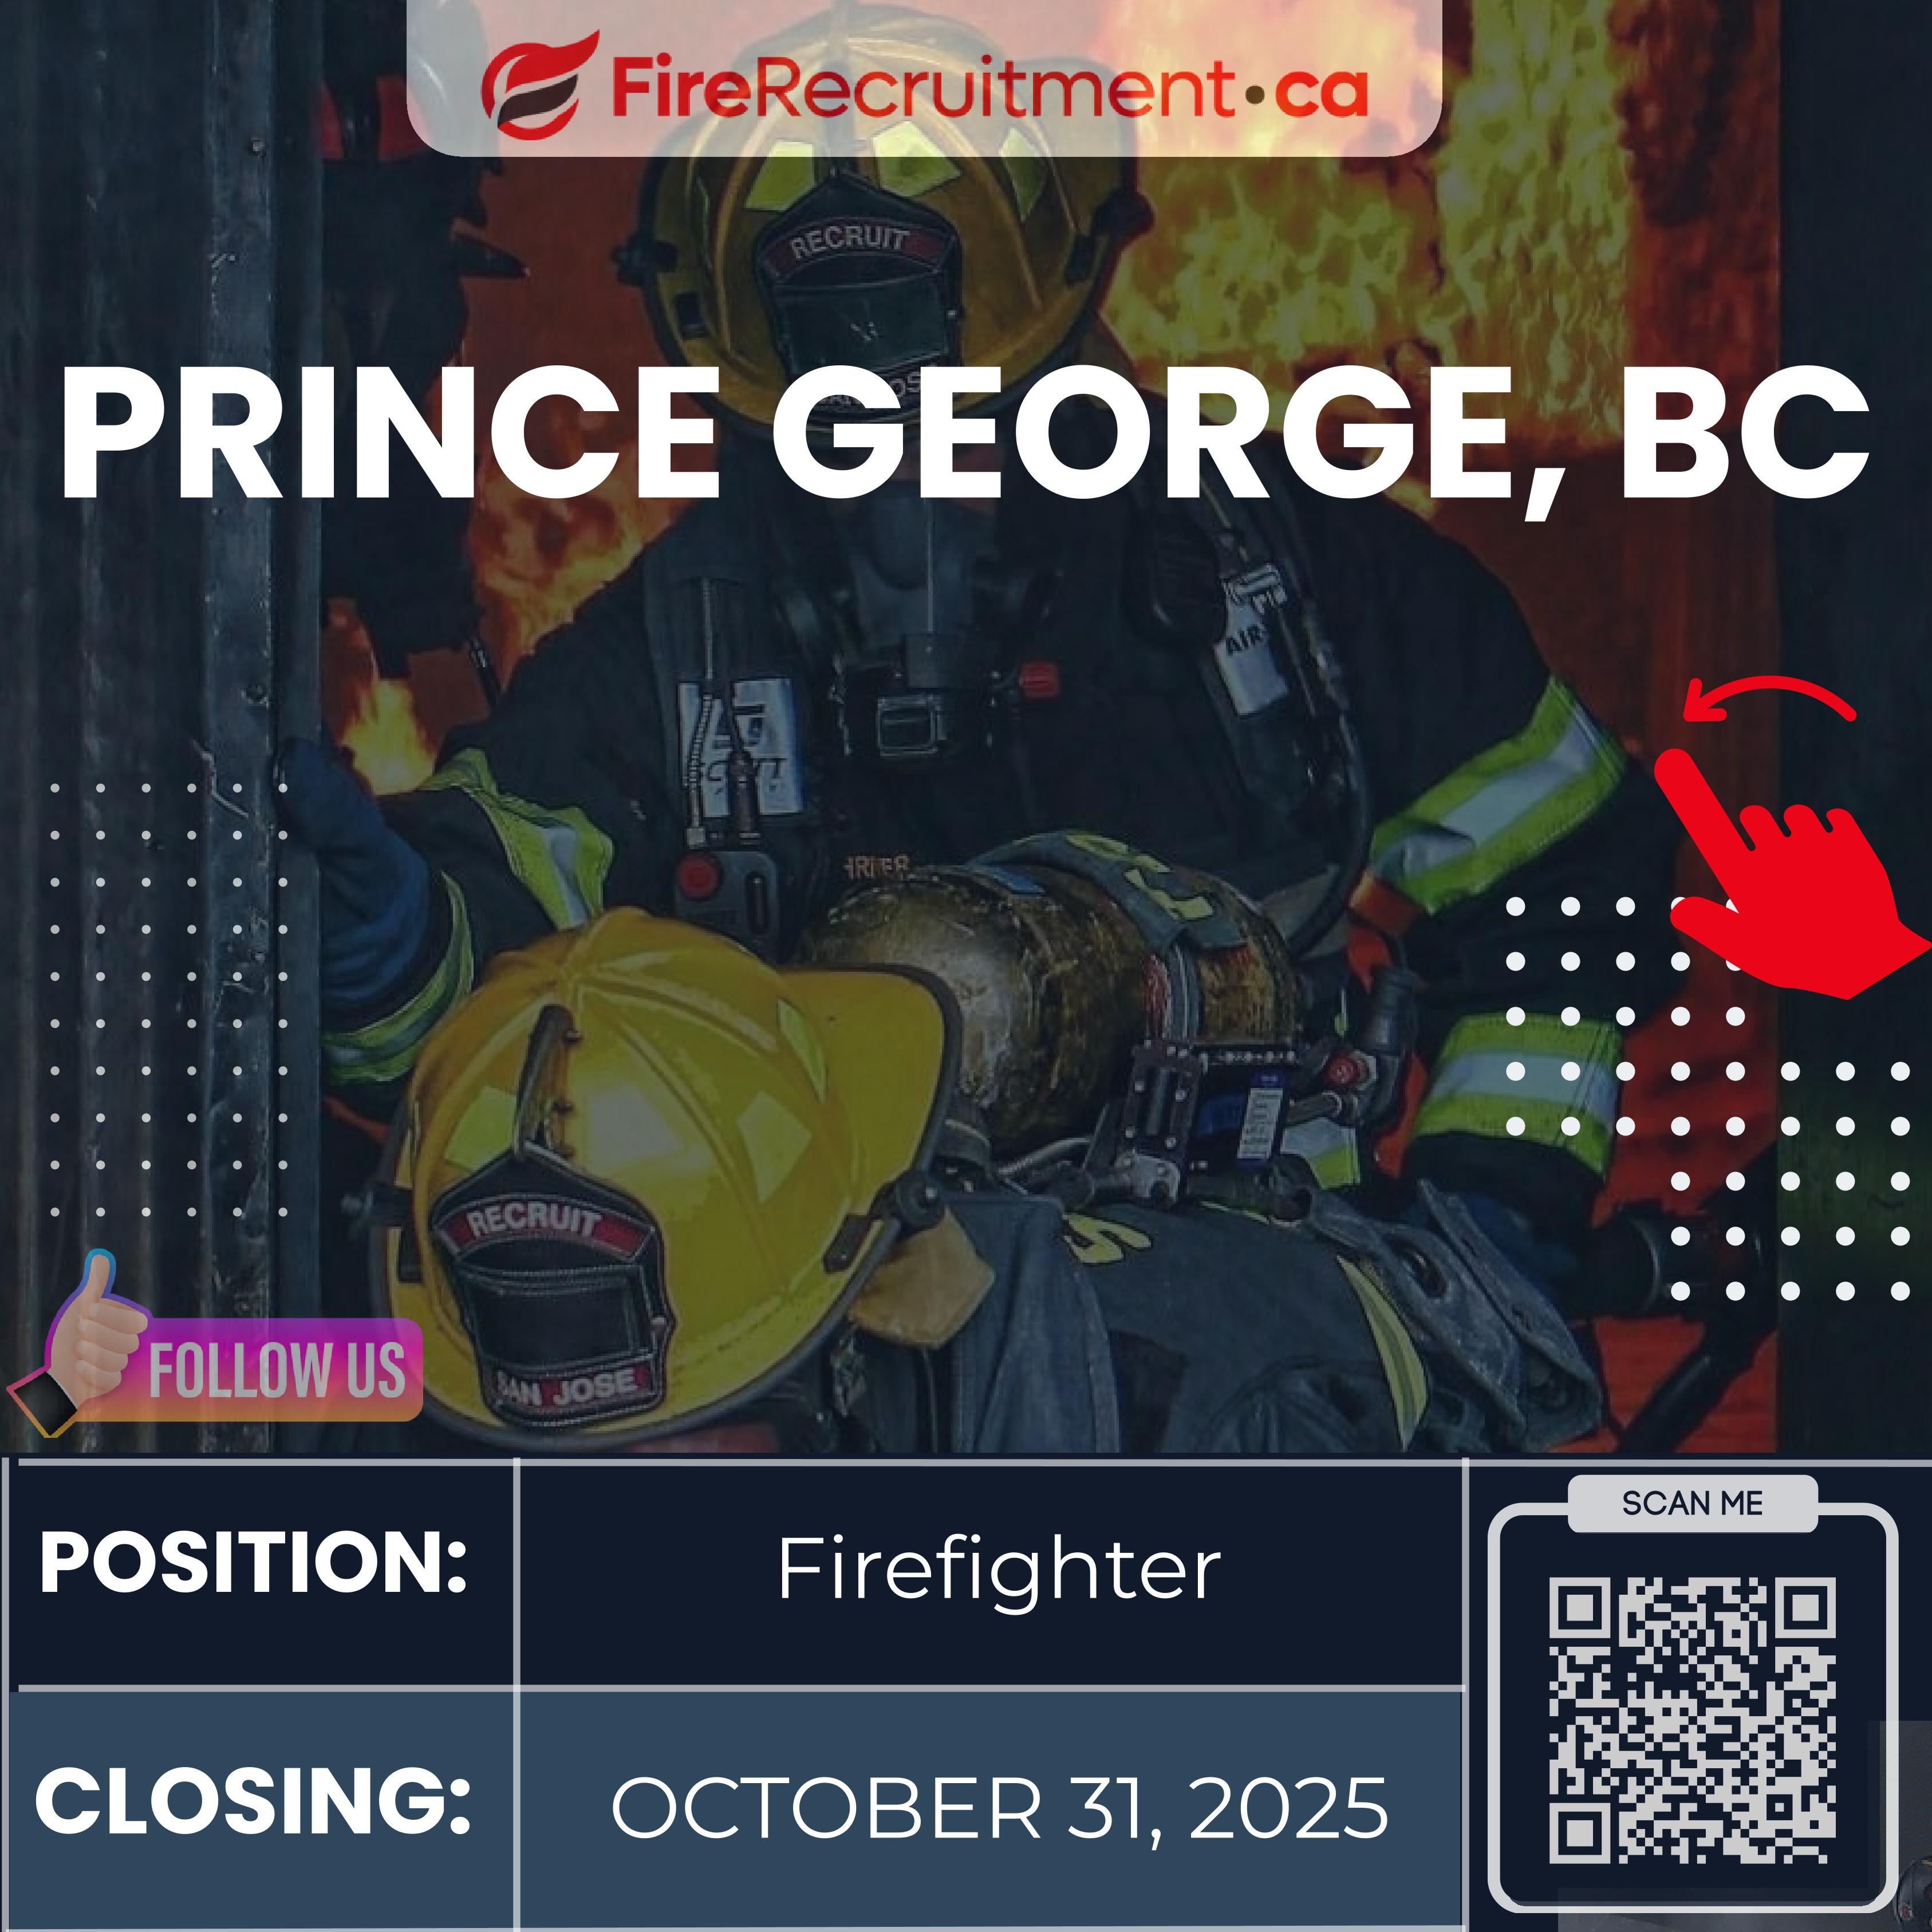 FireRecruitment.ca
RECRUIT
PRINCE GEORGE, BC
AIR
RECRUIT
SAN JOSE
FOLLOW US
POSITION:
Firefighter
SCAN ME
CLOSING:
OCTOBER 31, 2025